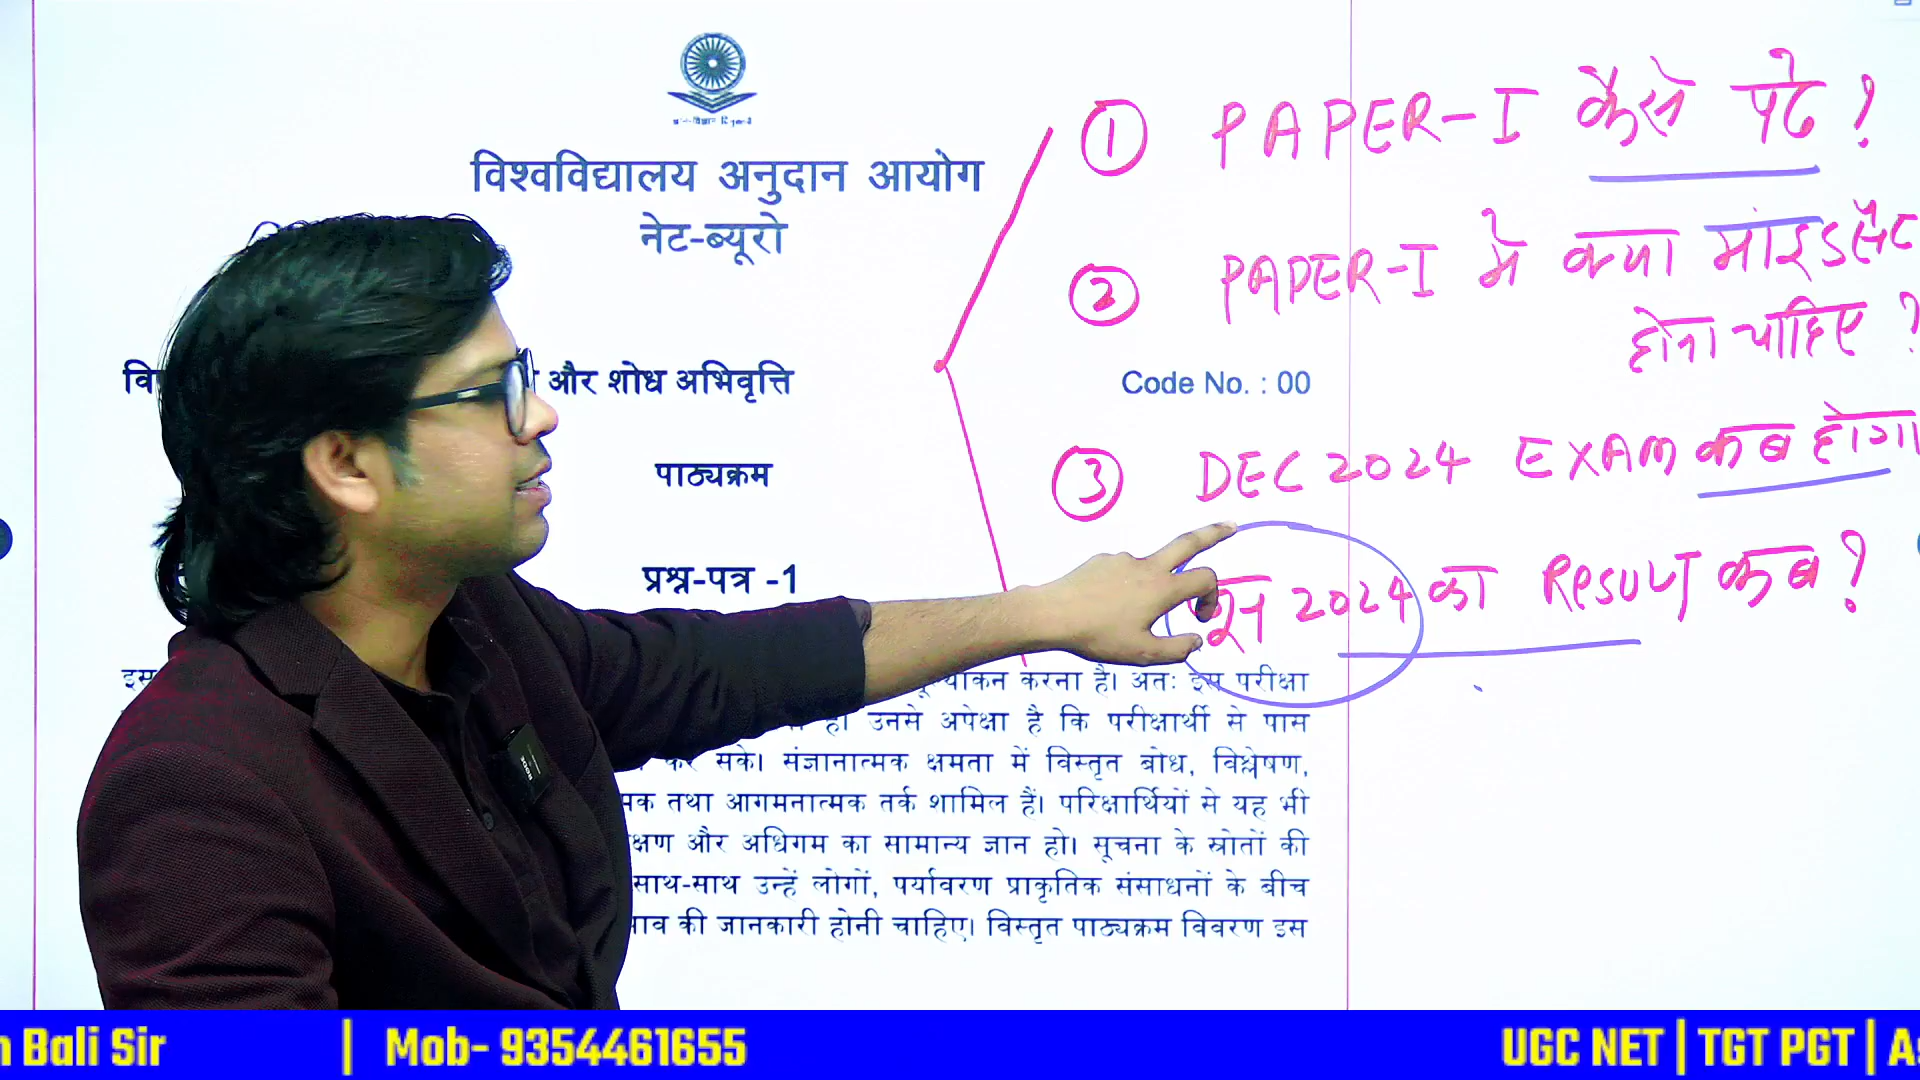 विश्वविद्यालय अनुदान आयोग
नेट-ब्यूरो
और शोध अभिवृत्ति
Code No. : 00
पाठ्यक्रम
प्रश्न-पत्र -1
करना है। अतः इस परीक्षा
उनसे अपेक्षा है कि परीक्षार्थी से पास
कर सके। संज्ञानात्मक क्षमता में विस्तृत बोध, विश्लेषण,
तथा आगमनात्मक तर्क शामिल हैं। परिक्षार्थियों से यह भी
और अधिगम का सामान्य ज्ञान हो। सूचना के स्रोतों की
साथ-साथ उन्हें लोगों, पर्यावरण प्राकृतिक संसाधनों के बीच
की जानकारी होनी चाहिए। विस्तृत पाठ्यक्रम विवरण इस
① PAPER-I कैसे पढे ?
② PAPER-I में क्या माइंडसेट
होना चाहिए ?
③ DEC 2024 EXAM कब होगा
जून 2024 का Result कब ?
Bali Sir | Mob- 9354461655 UGC NET | TGT PGT |